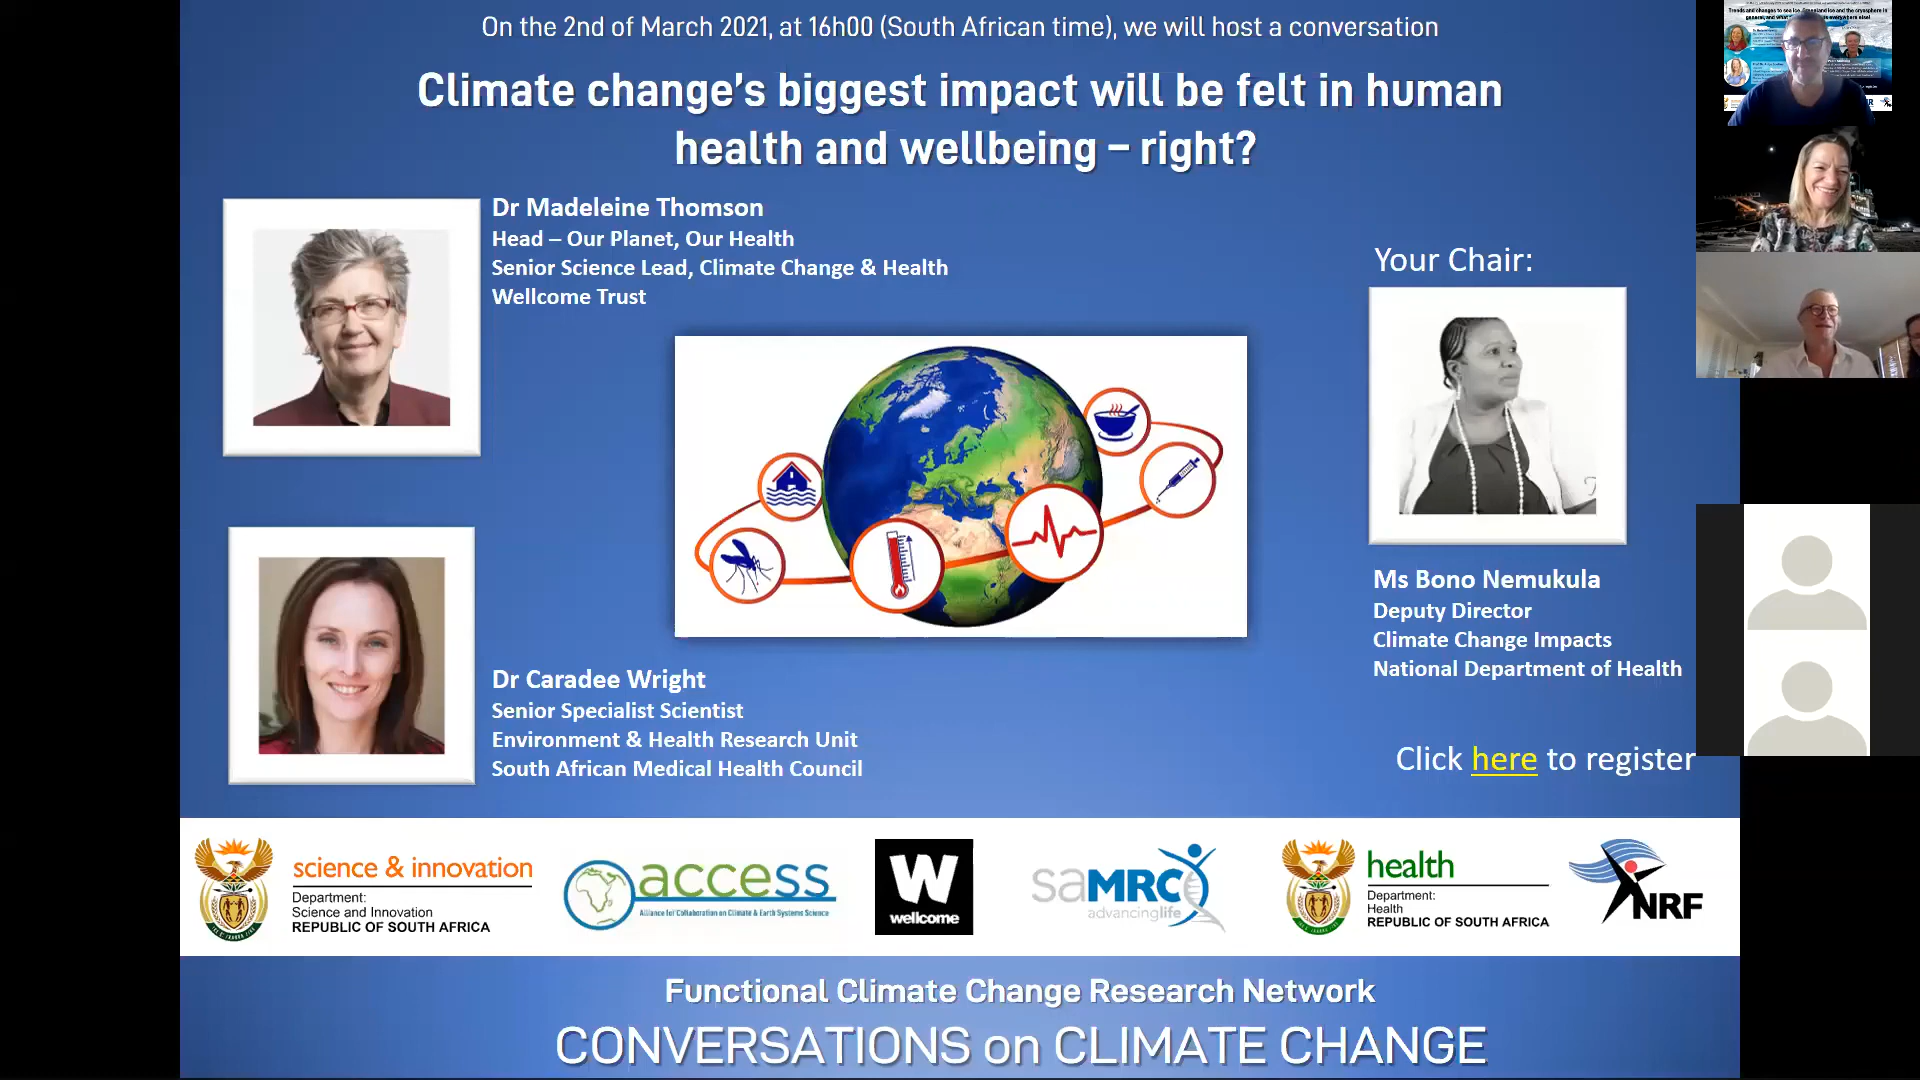 On the 2nd of March 2021, at 16h00 (South African time), we will host a conversation
Climate change's biggest impact will be felt in human
health and wellbeing – right?
Dr Madeleine Thomson
Head – Our Planet, Our Health
Senior Science Lead, Climate Change & Health
Wellcome Trust
Your Chair:
Ms Bono Nemukula
Deputy Director
Climate Change Impacts
National Department of Health
Dr Caradee Wright
Senior Specialist Scientist
Environment & Health Research Unit
South African Medical Health Council
Click here to register
science & innovation
Department:
Science and Innovation
REPUBLIC OF SOUTH AFRICA
access
Alliance for Collaboration on Climate & Earth Systems Science
W
wellcome
saMRC
advancinglife
health
Department:
Health
REPUBLIC OF SOUTH AFRICA
NRF
Functional Climate Change Research Network
CONVERSATIONS on CLIMATE CHANGE